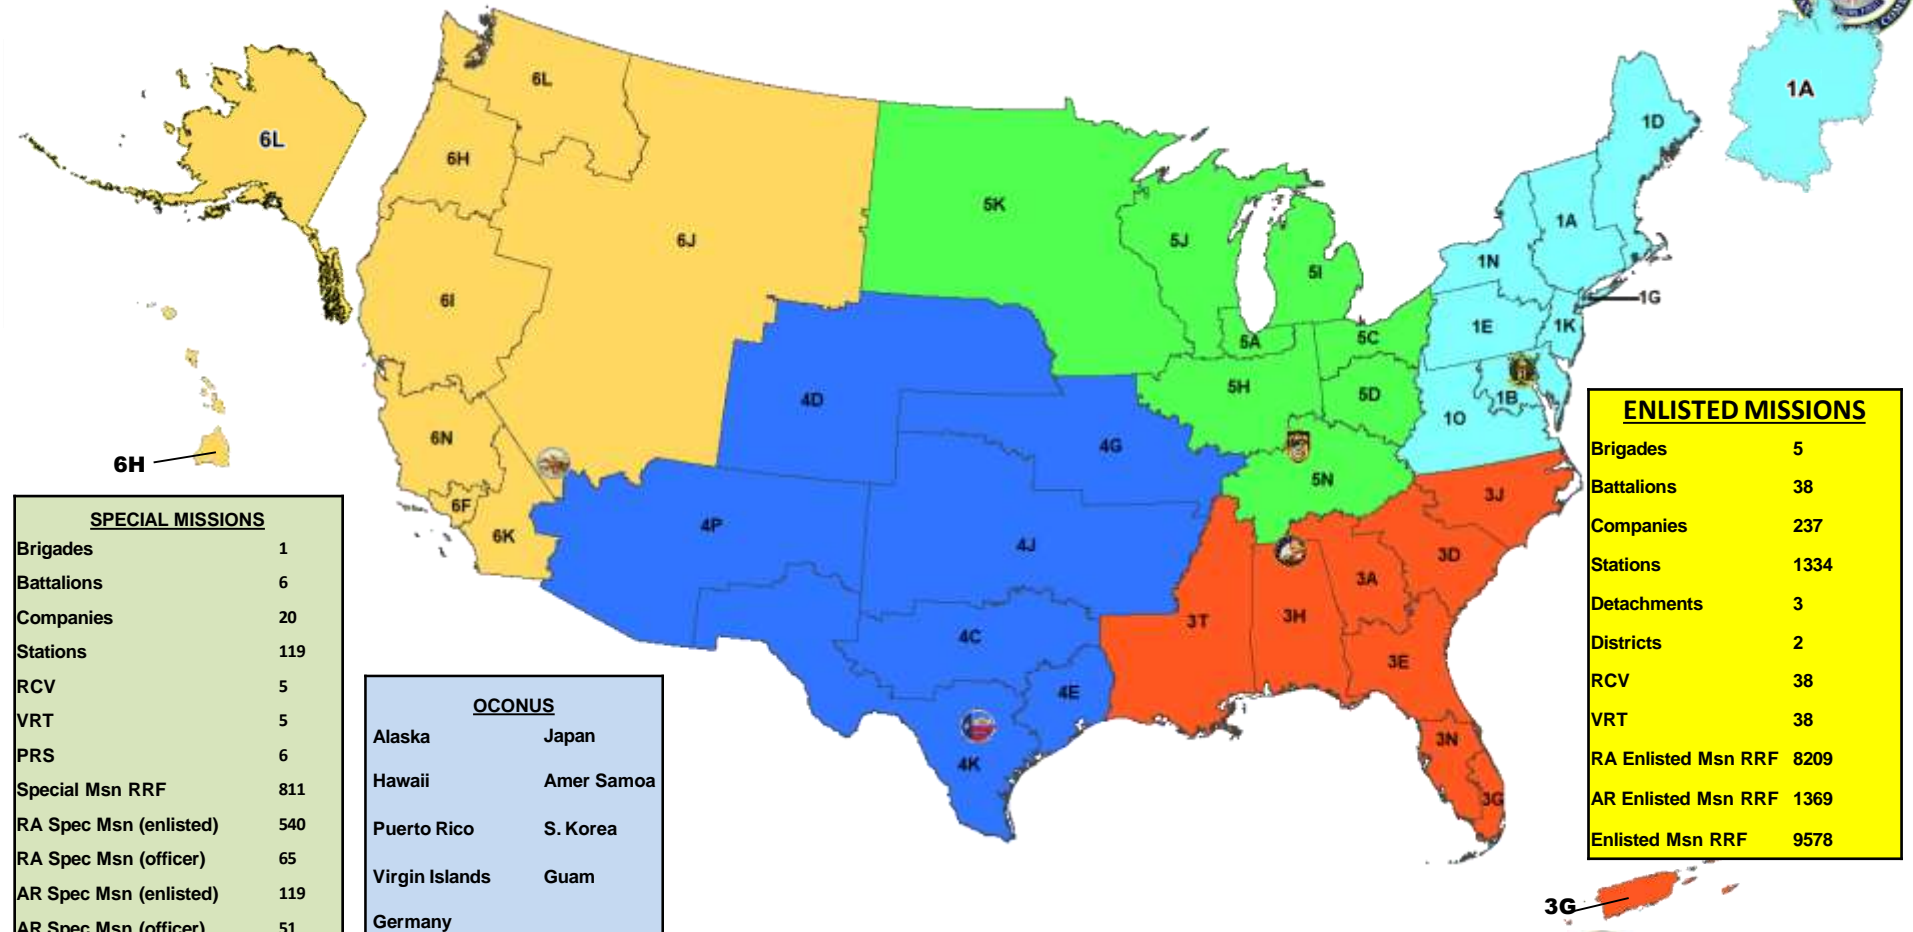 COM
1A
6L
6L
1D
6H
5K
6J
5J
1A
5I
1N
6I
1G
1E
1K
5C
5A
5H
5D
4D
1B
1O
6N
4G
6H
5N
3J
6F
4P
6K
4J
3D
3A
3T
3H
4C
3E
4E
3N
4K
3G
3G
SPECIAL MISSIONS
Brigades 1
Battalions 6
Companies 20
Stations 119
RCV 5
VRT 5
PRS 6
Special Msn RRF 811
RA Spec Msn (enlisted) 540
RA Spec Msn (officer) 65
AR Spec Msn (enlisted) 119
AR Spec Msn (officer) 51
OCONUS
Alaska Japan
Hawaii Amer Samoa
Puerto Rico S. Korea
Virgin Islands Guam
Germany
ENLISTED MISSIONS
Brigades 5
Battalions 38
Companies 237
Stations 1334
Detachments 3
Districts 2
RCV 38
VRT 38
RA Enlisted Msn RRF 8209
AR Enlisted Msn RRF 1369
Enlisted Msn RRF 9578